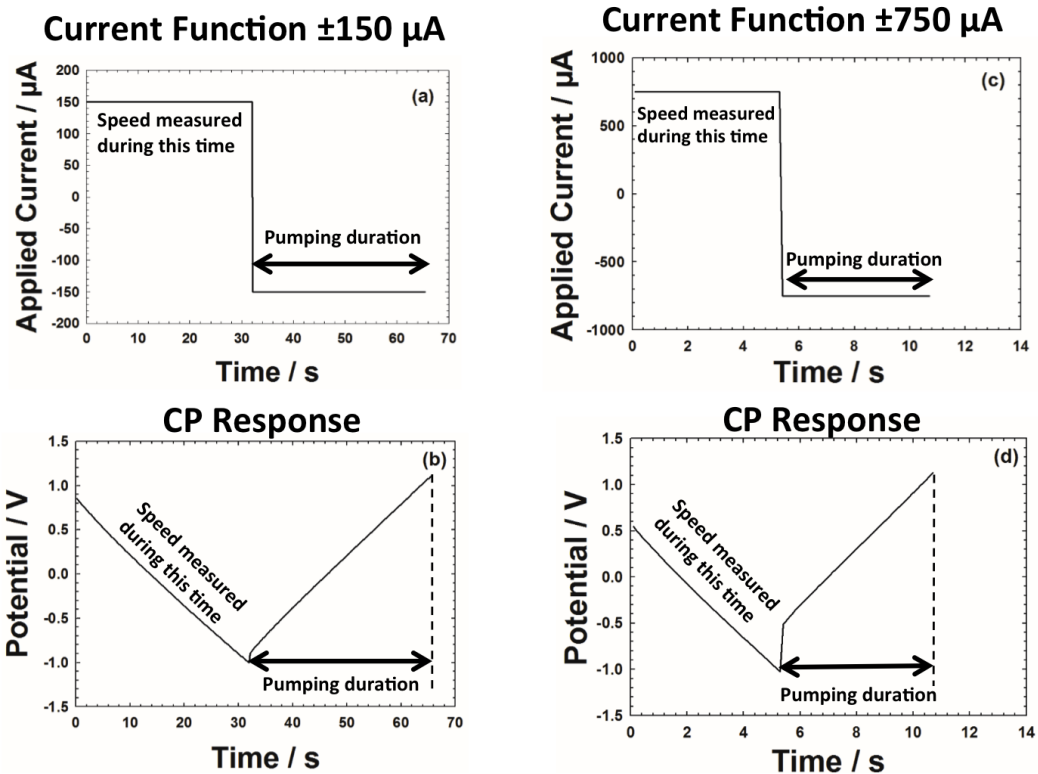 Current Function ±150 µA
Applied Current / µA
200
150
100
50
0
-50
-100
-150
-200
(a)
Speed measured
during this time
Pumping duration
0
10
20
30
40
50
60
70
Time / s
Current Function ±750 µA
Applied Current / µA
1000
500
0
-500
-1000
(c)
Speed measured
during this time
Pumping duration
0
2
4
6
8
10
12
14
Time / s
CP Response
Potential / V
1.5
1.0
0.5
0.0
-0.5
-1.0
-1.5
(b)
Speed measured
during this time
Pumping duration
0
10
20
30
40
50
60
70
Time / s
CP Response
Potential / V
1.5
1.0
0.5
0.0
-0.5
-1.0
-1.5
(d)
Speed measured
during this time
Pumping duration
0
2
4
6
8
10
12
14
Time / s